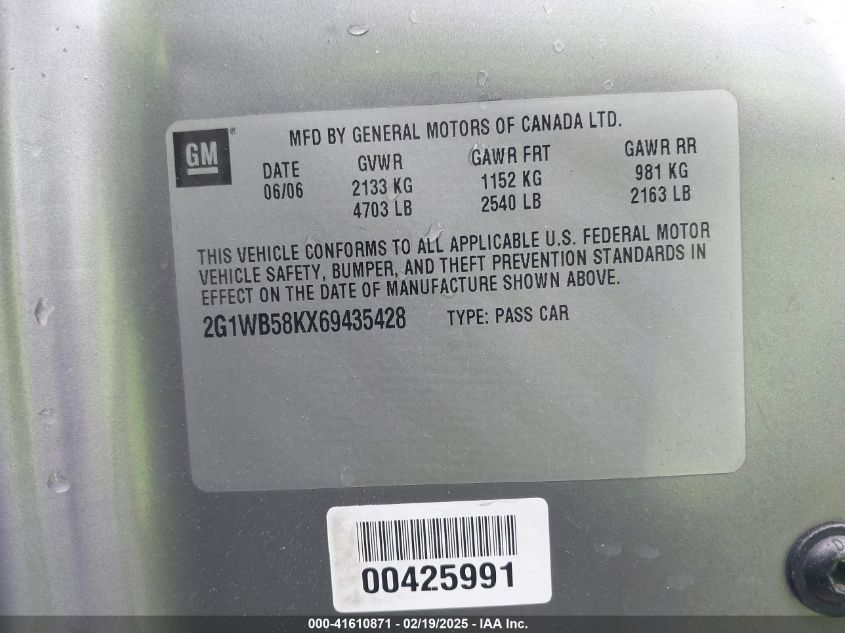 GM
MFD BY GENERAL MOTORS OF CANADA LTD.
DATE GVWR GAWR FRT GAWR RR
06/06 2133 KG 1152 KG 981 KG
4703 LB 2540 LB 2163 LB
THIS VEHICLE CONFORMS TO ALL APPLICABLE U.S. FEDERAL MOTOR
VEHICLE SAFETY, BUMPER, AND THEFT PREVENTION STANDARDS IN
EFFECT ON THE DATE OF MANUFACTURE SHOWN ABOVE.
2G1WB58KX69435428 TYPE: PASS CAR
00425991
000-41610871 - 02/19/2025 - IAA Inc.